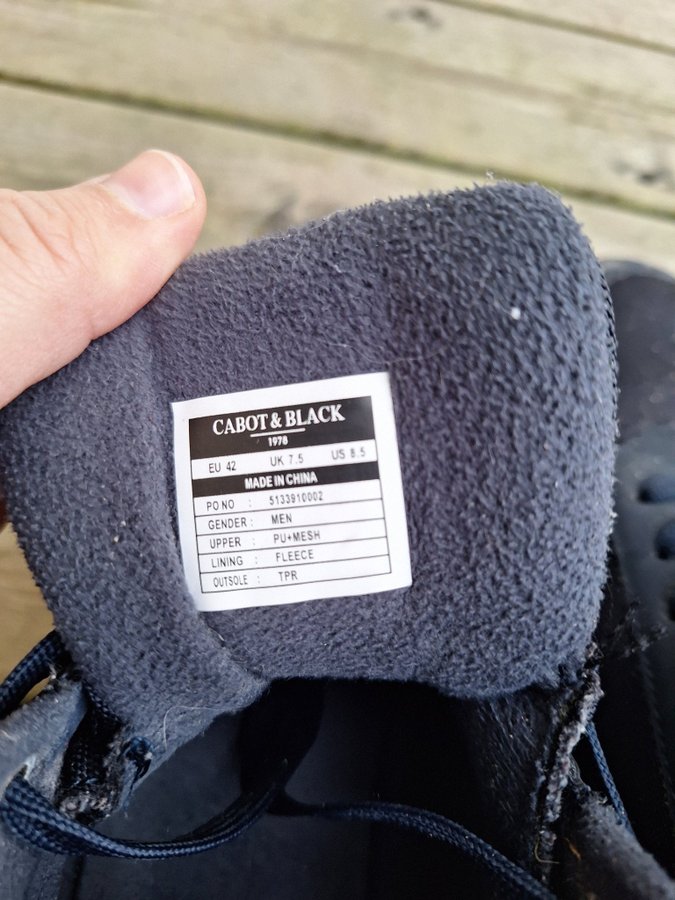 CABOT & BLACK
1978
EU 42 UK 7.5 US 8.5
MADE IN CHINA
PO.NO : 5133910002
GENDER : MEN
UPPER : PU+MESH
LINING : FLEECE
OUTSOLE : TPR